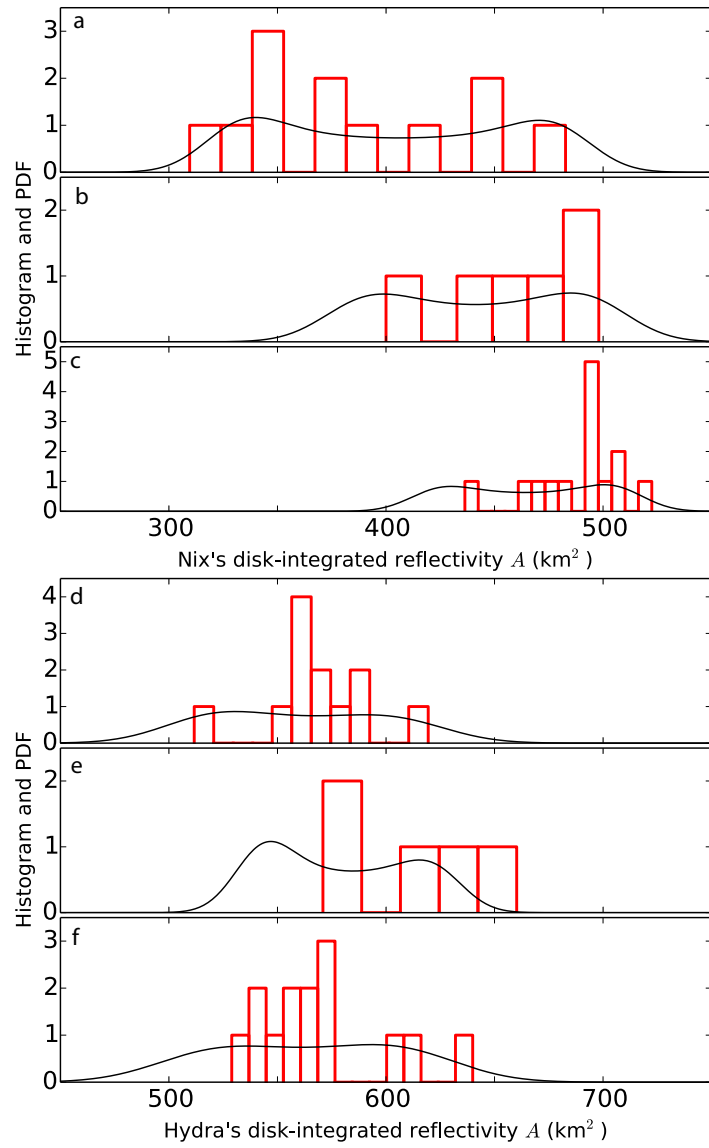 a
3
2
1
0
b
2
1
0
Histogram and PDF
c
5
4
3
2
1
0
300 400 500
Nix's disk-integrated reflectivity A (km²)
d
4
3
2
1
0
e
2
1
0
Histogram and PDF
f
3
2
1
0
500 600 700
Hydra's disk-integrated reflectivity A (km²)